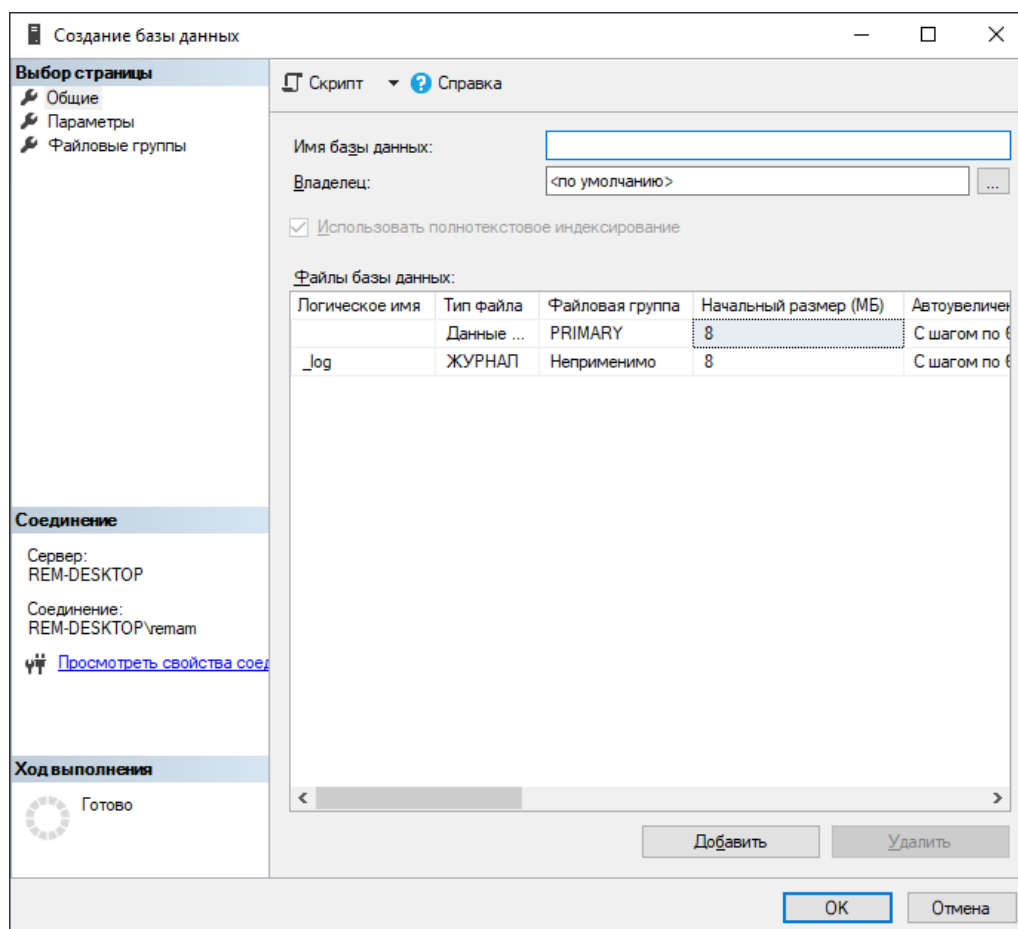 Создание базы данных
Выбор страницы
Общие
Параметры
Файловые группы
Скрипт Справка
Имя базы данных:
Владелец: <по умолчанию> ...
Использовать полнотекстовое индексирование
Файлы базы данных:
Логическое имя Тип файла Файловая группа Начальный размер (МБ) Автоувеличен
Данные ... PRIMARY 8 С шагом по 6
_log ЖУРНАЛ Неприменимо 8 С шагом по 6
Соединение
Сервер:
REM-DESKTOP
Соединение:
REM-DESKTOP\remam
Просмотреть свойства соед
Ход выполнения
Готово
Добавить Удалить
OK Отмена